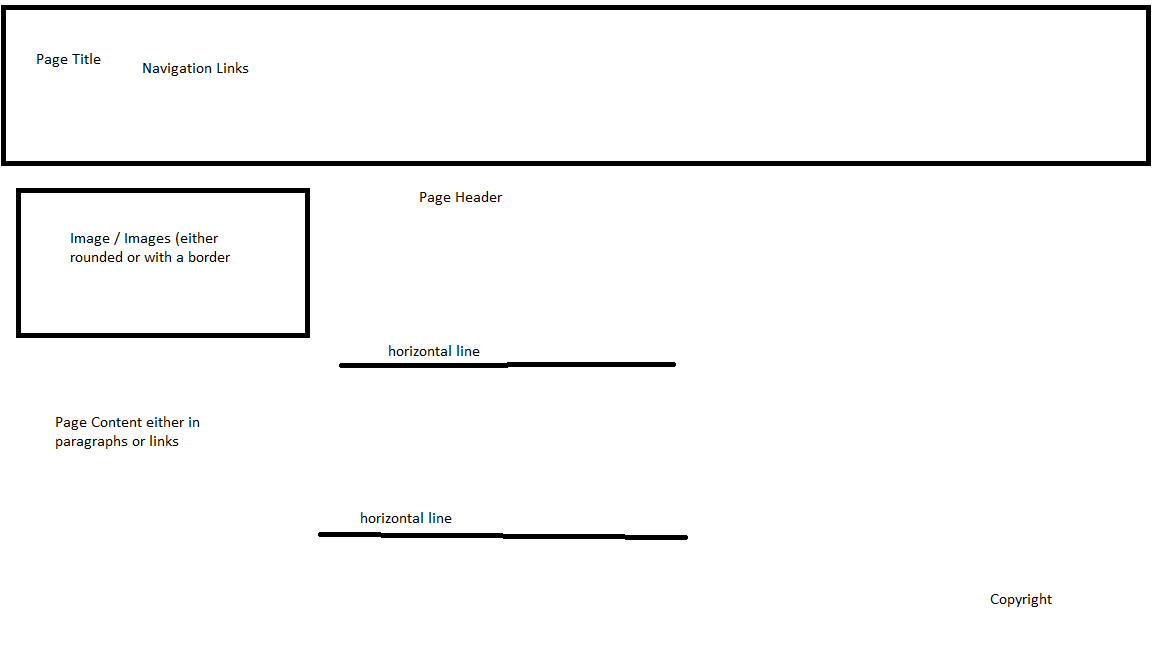 Page Title
Navigation Links
Page Header
Image / Images (either
rounded or with a border
horizontal line
Page Content either in
paragraphs or links
horizontal line
Copyright